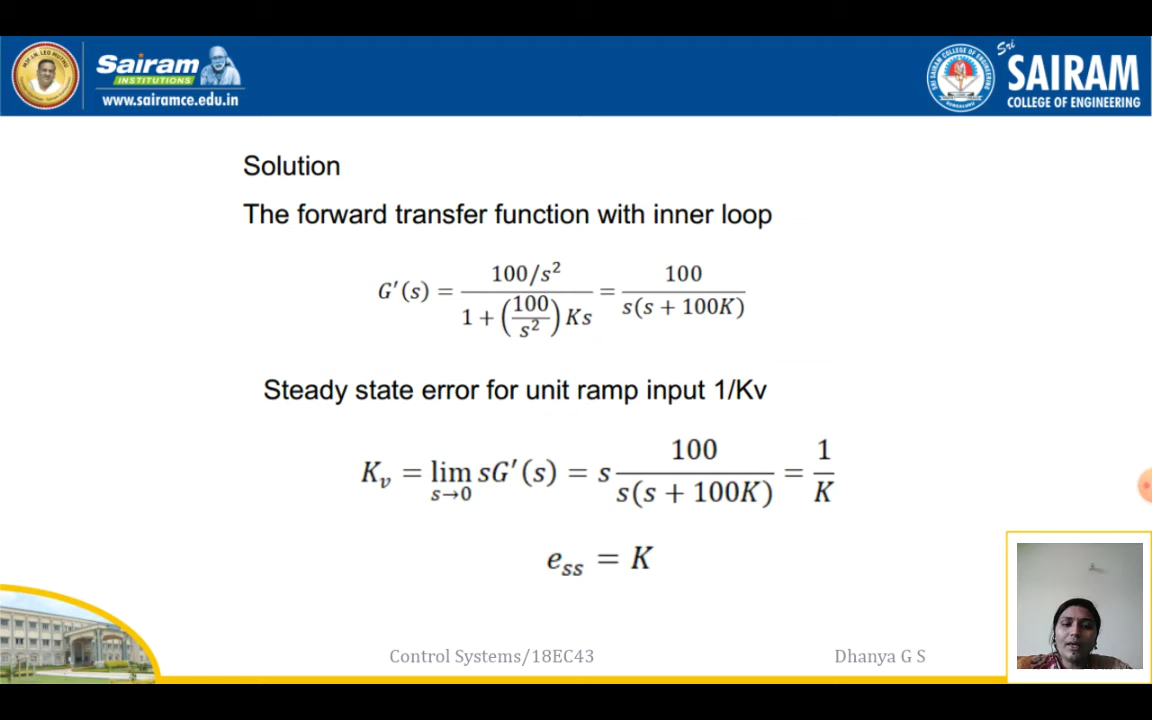 Sairam
INSTITUTIONS
www.sairamce.edu.in
Sri
SAIRAM
COLLEGE OF ENGINEERING
Solution
The forward transfer function with inner loop
G′(s) = (100/s²) / (1 + (100/s²) Ks) = 100 / (s(s + 100K))
Steady state error for unit ramp input 1/Kv
Kᵥ = lim s→0 sG′(s) = s 100 / (s(s + 100K)) = 1/K
eₛₛ = K
Control Systems/18EC43
Dhanya G S